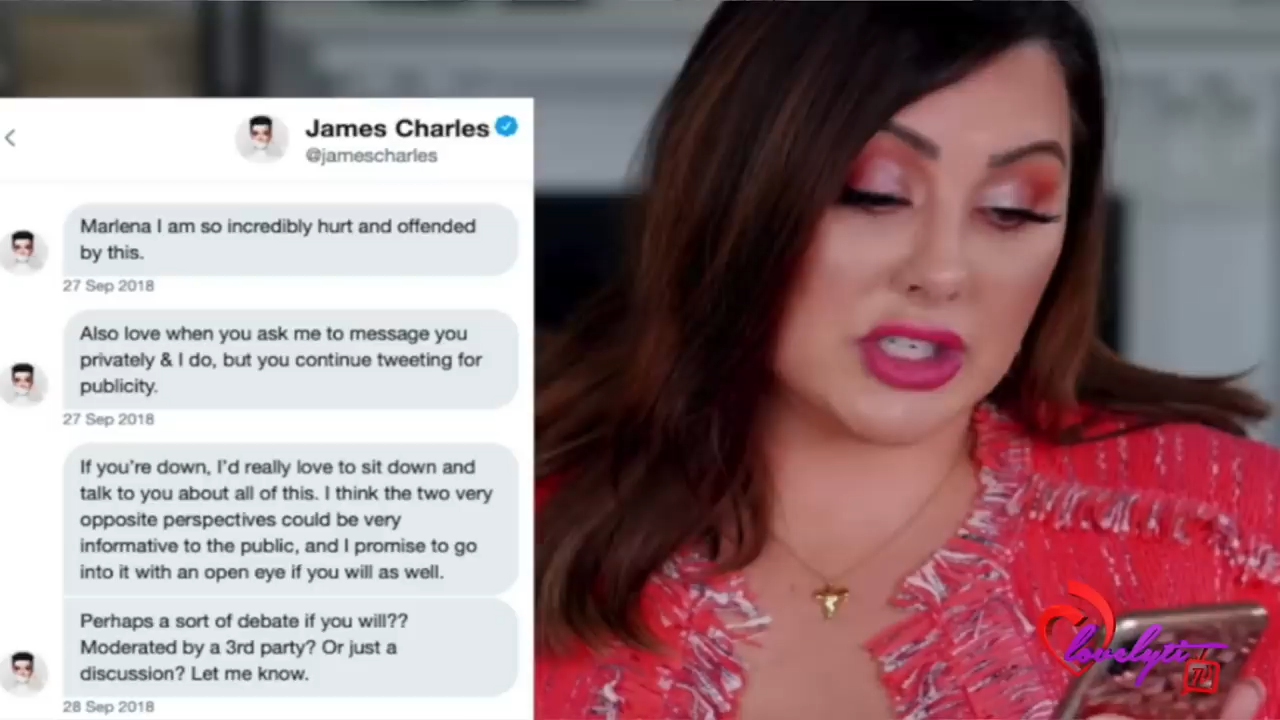 James Charles
@jamescharles
Marlena I am so incredibly hurt and offended
by this.
27 Sep 2018
Also love when you ask me to message you
privately & I do, but you continue tweeting for
publicity.
27 Sep 2018
If you're down, I'd really love to sit down and
talk to you about all of this. I think the two very
opposite perspectives could be very
informative to the public, and I promise to go
into it with an open eye if you will as well.
Perhaps a sort of debate if you will??
Moderated by a 3rd party? Or just a
discussion? Let me know.
28 Sep 2018
lovelyti
TV